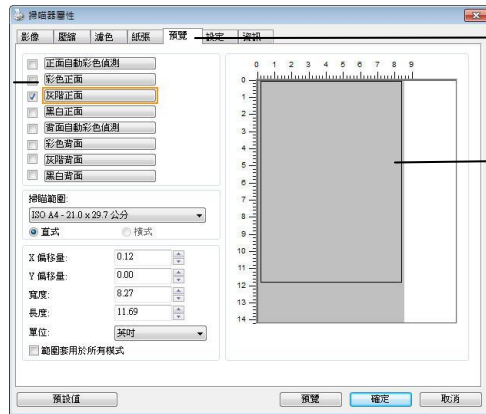 掃瞄器屬性
影像 壓縮 濾色 紙張 預覽 設定 資訊
正面自動彩色偵測
彩色正面
灰階正面
黑白正面
背面自動彩色偵測
彩色背面
灰階背面
黑白背面
掃瞄範圍:
ISO A4 - 21.0 x 29.7 公分
直式 橫式
X 偏移量: 0.12
Y 偏移量: 0.00
寬度: 8.27
長度: 11.69
單位: 英吋
範圍套用於所有模式
0 1 2 3 4 5 6 7 8 9
0
1
2
3
4
5
6
7
8
9
10
11
12
13
14
預設值 預覽 確定 取消